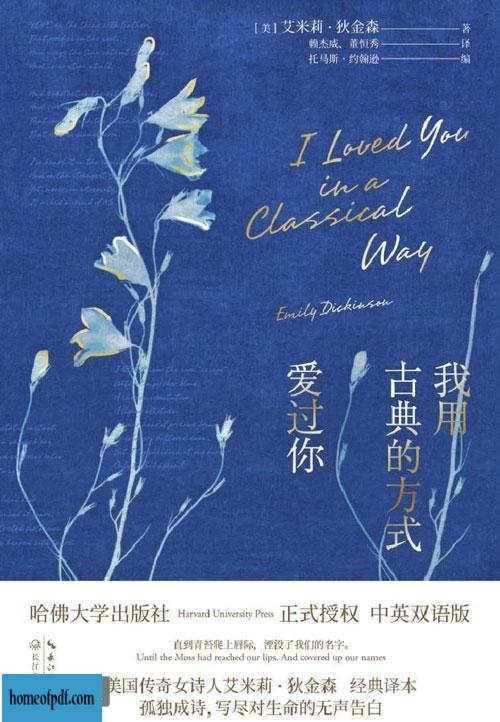 [美] 艾米莉·狄金森 著
赖杰威、董恒秀 译
托马斯·约翰逊 编
I Loved You
in a
Classical
Way
Emily Dickinson
我用
古典的方式
爱过你
哈佛大学出版社 Harvard University Press 正式授权 中英双语版
直到青苔爬上唇际，湮没了我们的名字。
Until the Moss had reached our lips, And covered up our names
美国传奇女诗人艾米莉·狄金森 经典译本
孤独成诗，写尽对生命的无声告白
长江
homeofpdf.com